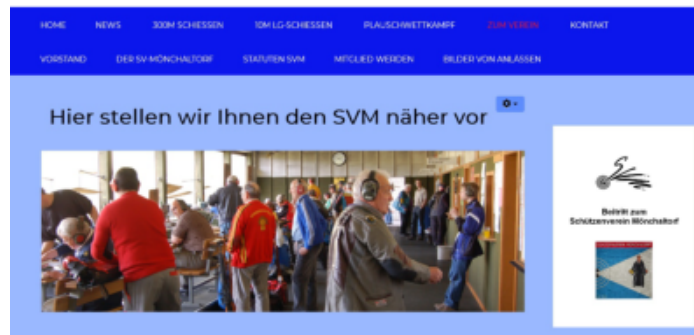 HOME NEWS 300M SCHIESSEN 10M LG-SCHIESSEN PLAUSCHWETTKAMPF ZUM VEREIN KONTAKT
VORSTAND DER SV-MÖNCHALTORF STATUTEN SVM MITGLIED WERDEN BILDER VON ANLÄSSEN
Hier stellen wir Ihnen den SVM näher vor
Beitritt zum
Schützenverein Mönchaltorf